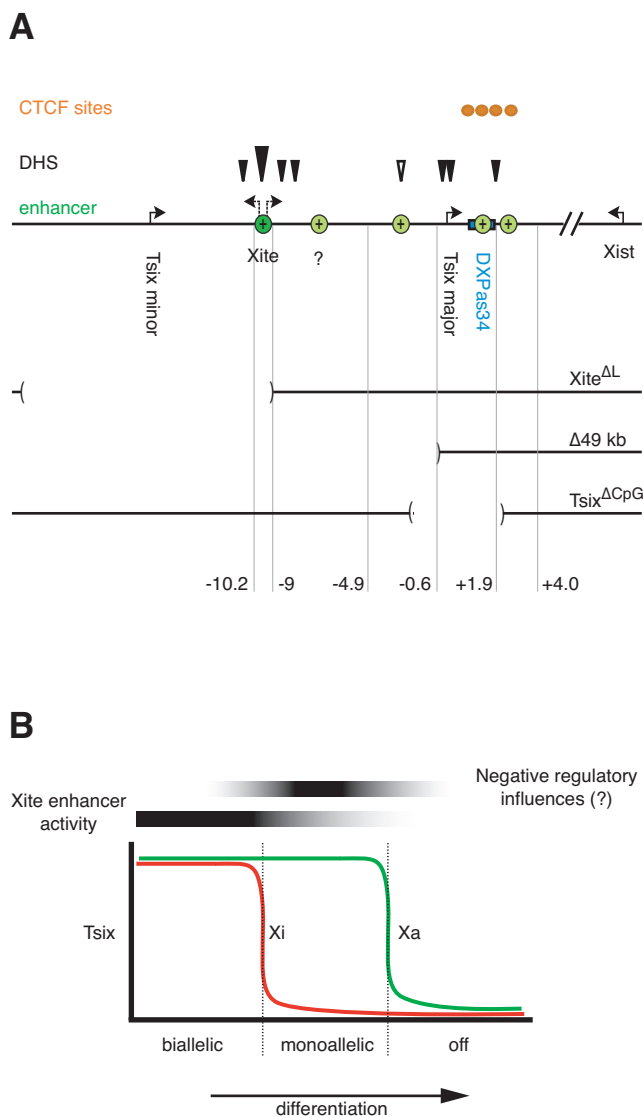 A
CTCF sites
DHS
enhancer
+ + + + +
Xite
?
Tsix minor
Tsix major
DXPas34
Xist
Xite^ΔL
Δ49 kb
Tsix^ΔCpG
-10.2 -9 -4.9 -0.6 +1.9 +4.0
B
Xite enhancer
activity
Negative regulatory
influences (?)
Tsix
Xi
Xa
biallelic monoallelic off
differentiation